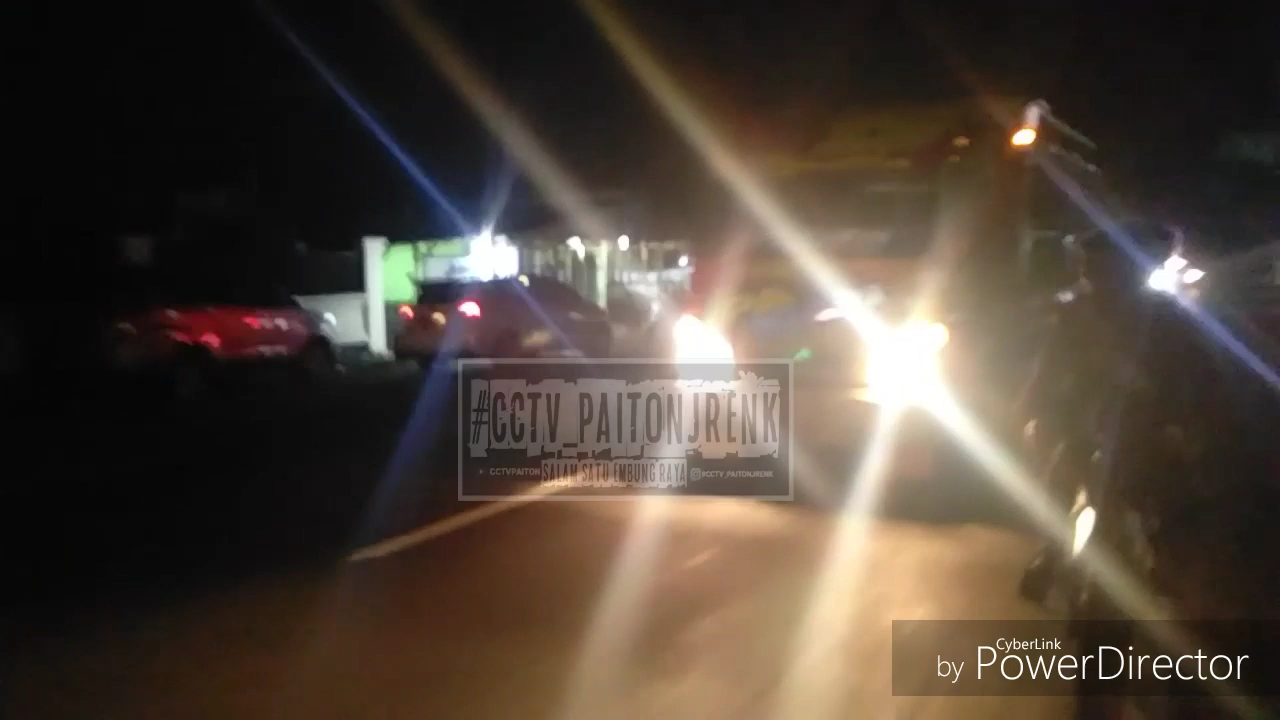 #CCTV_PAITONJRENK
CCTVPAITON SALAM SATU EMBUNG RAYA #CCTV_PAITONJRENK
by CyberLink PowerDirector